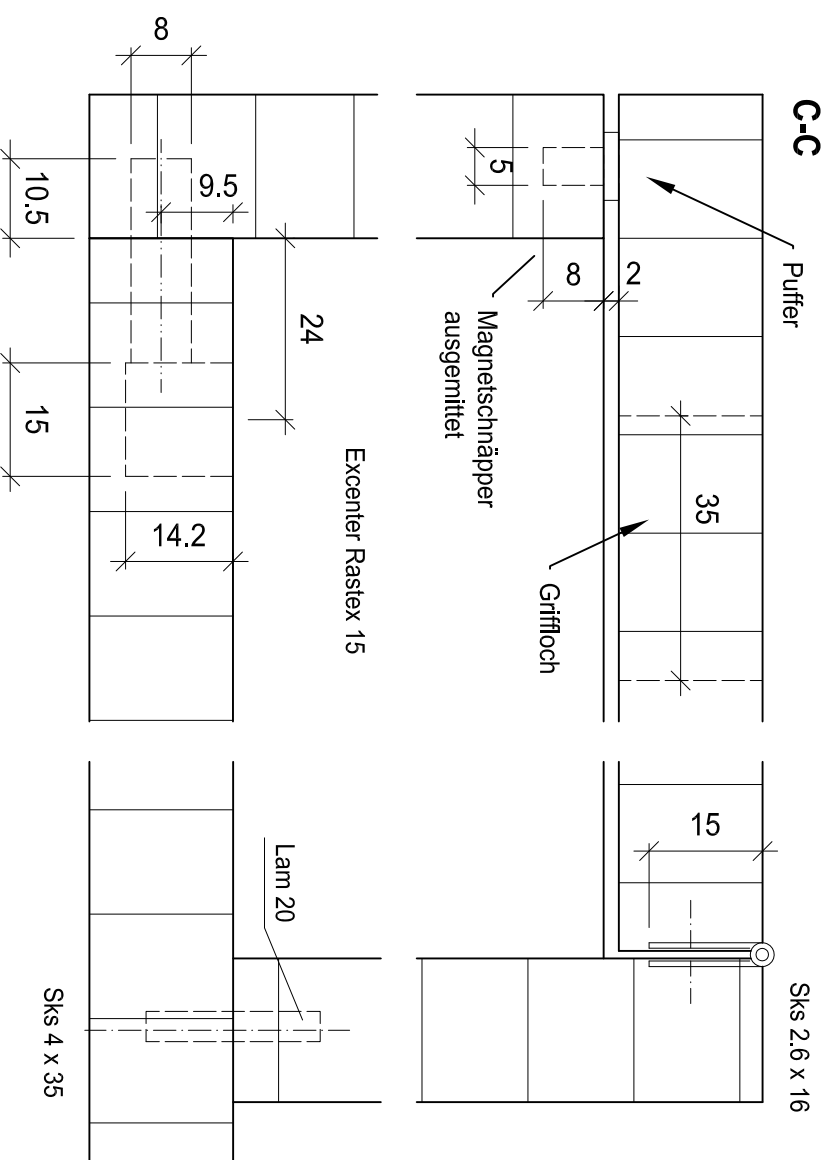 C-C
Puffer
Griffloch
Magnetschnäpper
ausgemittet
Excenter Rastex 15
Sks 2.6 x 16
Lam 20
Sks 4 x 35
8
9.5
10.5
24
15
14.2
5
8
2
35
15